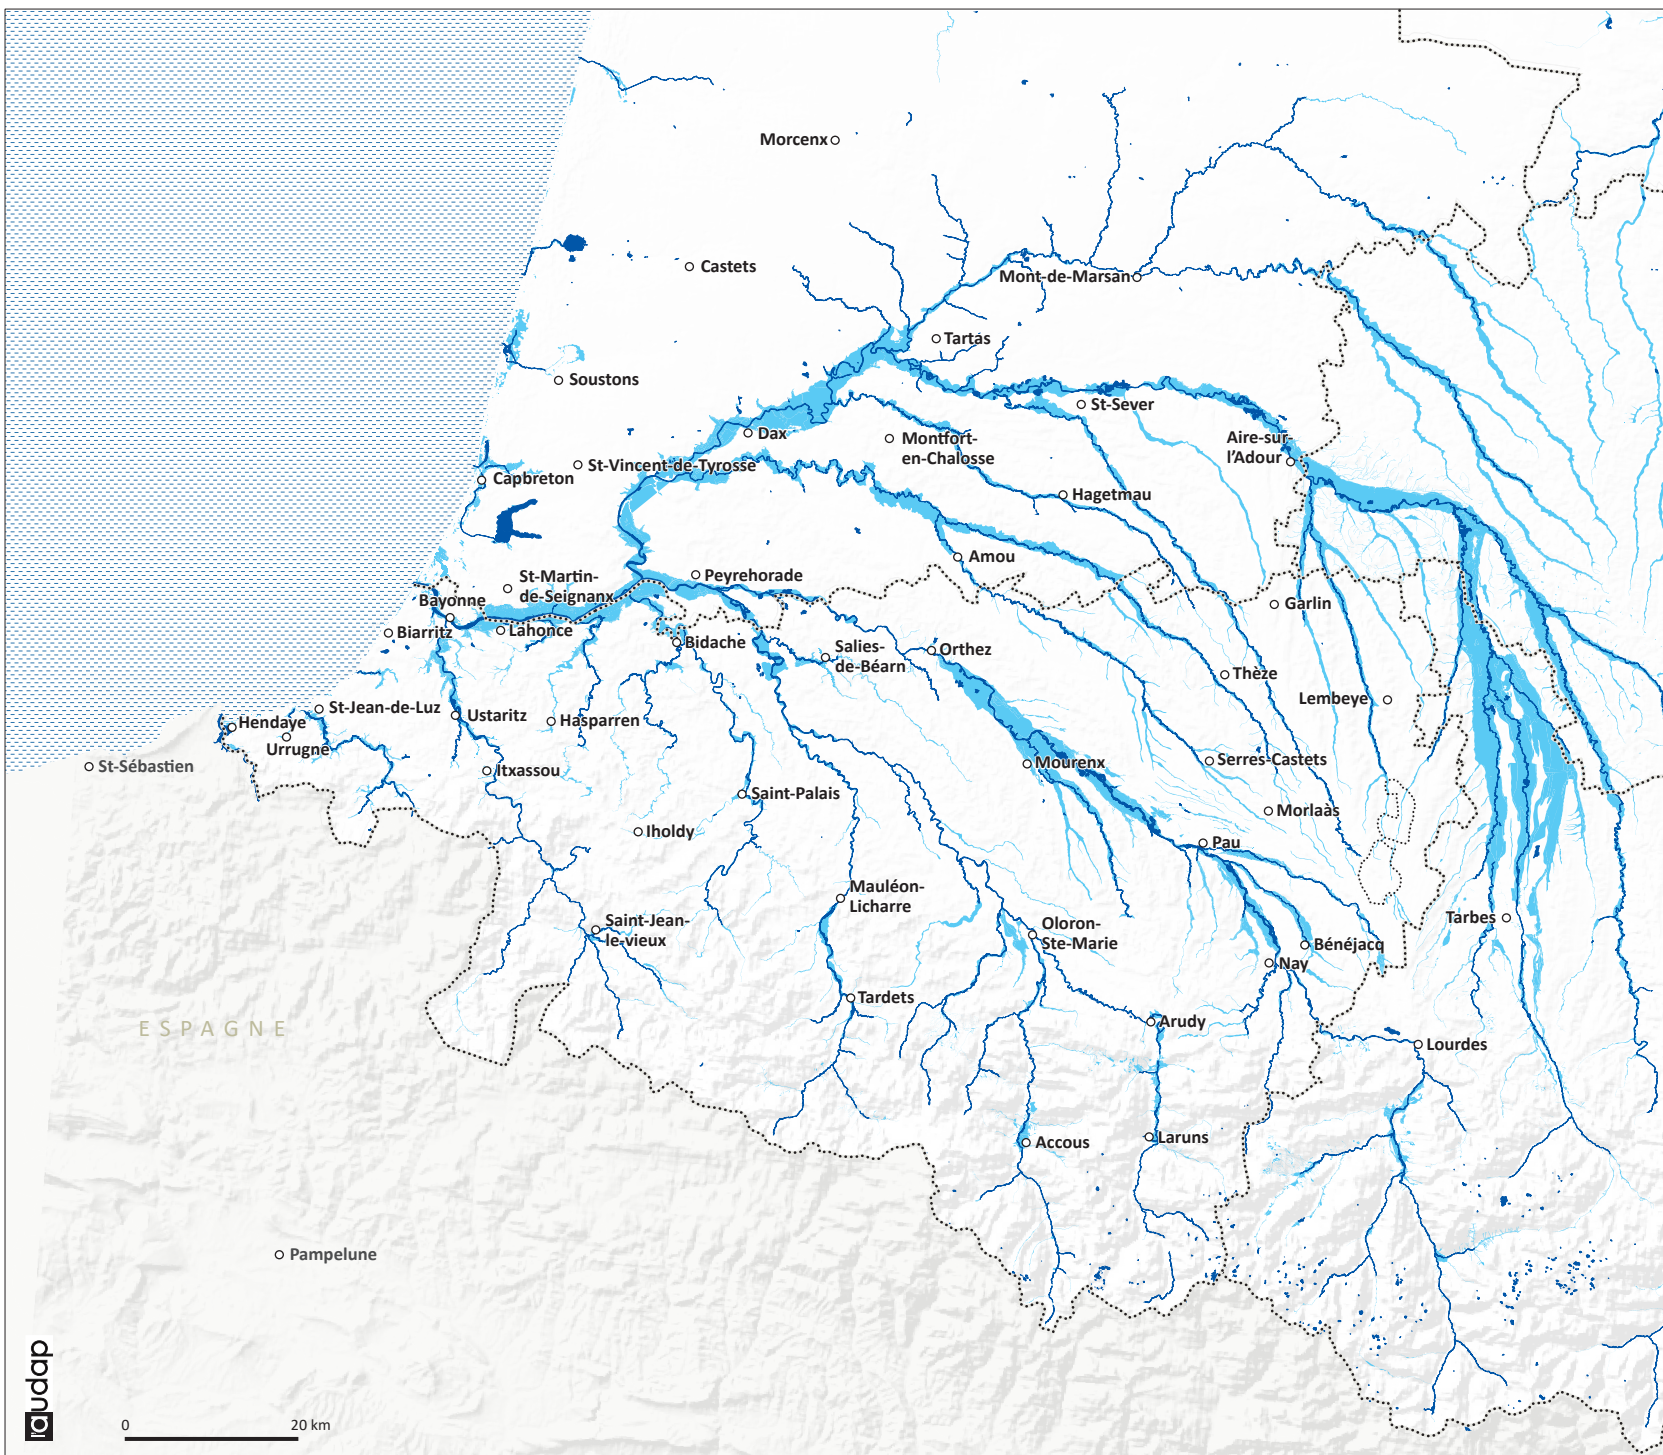 Morcenx
Castets
Mont-de-Marsan
Tartas
Soustons
St-Sever
Dax
Montfort-
en-Chalosse
Aire-sur-
l'Adour
St-Vincent-de-Tyrosse
Capbreton
Hagetmau
Amou
St-Martin-
de-Seignanx
Peyrehorade
Bayonne
Garlin
Biarritz
Lahonce
Bidache
Salies-
de-Béarn
Orthez
Thèze
Lembeye
St-Jean-de-Luz
Ustaritz
Hasparren
Hendaye
Urrugne
St-Sébastien
Itxassou
Mourenx
Serres-Castets
Saint-Palais
Morlaàs
Iholdy
Pau
Mauléon-
Licharre
Tarbes
Saint-Jean-
le-vieux
Oloron-
Ste-Marie
Bénéjacq
Nay
Tardets
ESPAGNE
Arudy
Lourdes
Accous
Laruns
Pampelune
l'audap
0 20 km